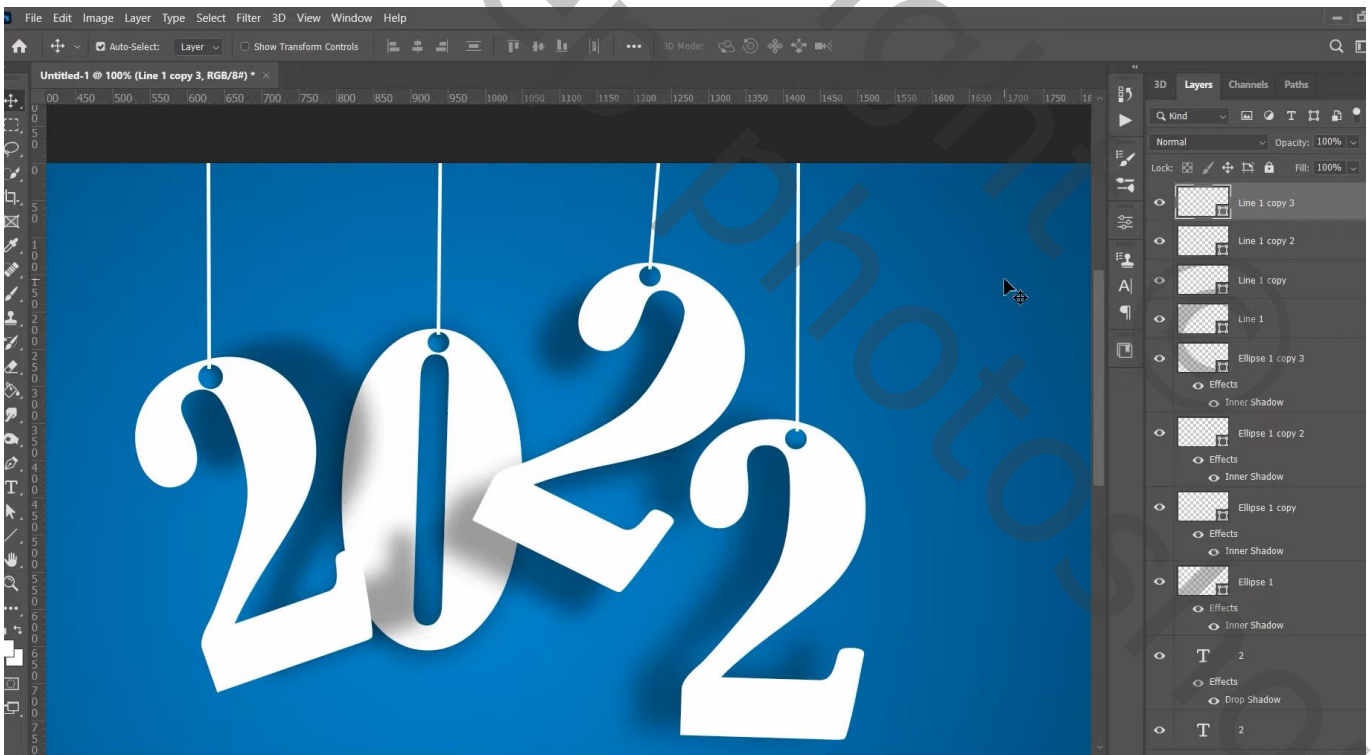 File Edit Image Layer Type Select Filter 3D View Window Help
Auto-Select: Layer Show Transform Controls 3D Mode:
Untitled-1 @ 100% (Line 1 copy 3, RGB/8#) * ×
00 450 500 550 600 650 700 750 800 850 900 950 1000 1050 1100 1150 1200 1250 1300 1350 1400 1450 1500 1550 1600 1650 1700 1750 18
3D Layers Channels Paths
Kind
Normal Opacity: 100%
Lock: Fill: 100%
Line 1 copy 3
Line 1 copy 2
Line 1 copy
Line 1
Ellipse 1 copy 3
Effects
Inner Shadow
Ellipse 1 copy 2
Effects
Inner Shadow
Ellipse 1 copy
Effects
Inner Shadow
Ellipse 1
Effects
Inner Shadow
T 2
Effects
Drop Shadow
T 2
2022